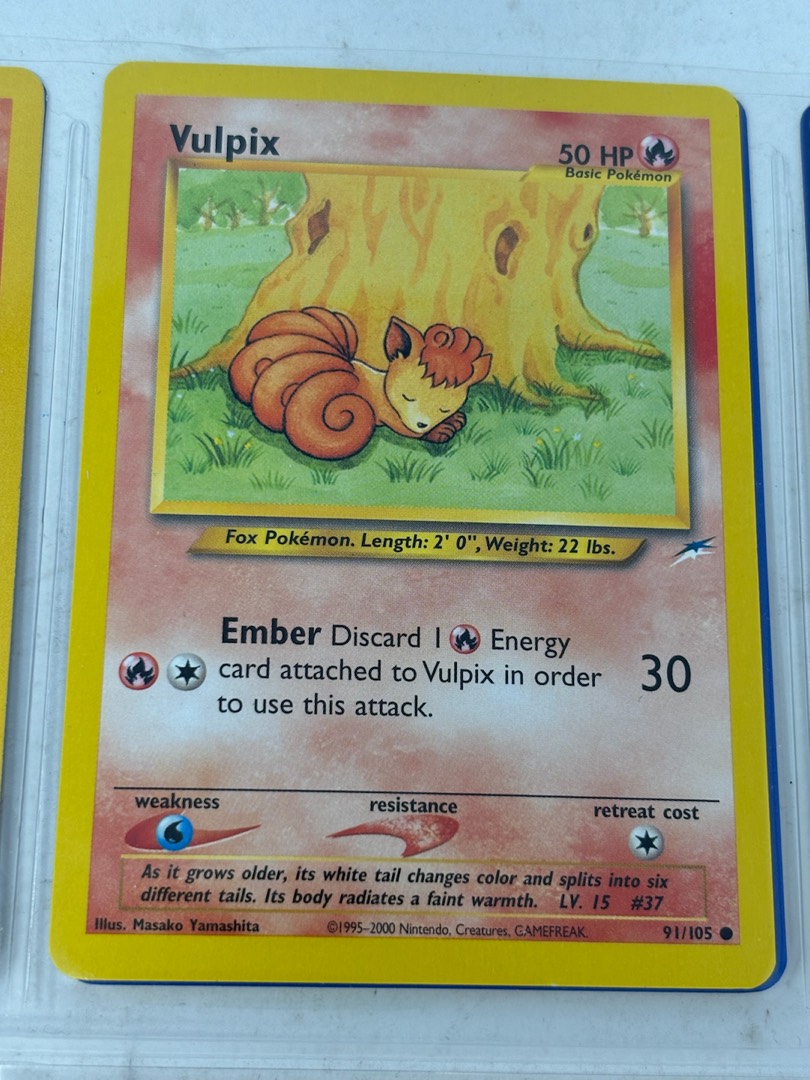 Vulpix
50 HP
Basic Pokémon
Fox Pokémon. Length: 2' 0", Weight: 22 lbs.
Ember Discard 1 Energy
card attached to Vulpix in order
to use this attack.
30
weakness
resistance
retreat cost
As it grows older, its white tail changes color and splits into six
different tails. Its body radiates a faint warmth. LV. 15 #37
Illus. Masako Yamashita
©1995–2000 Nintendo, Creatures, GAMEFREAK.
91/105